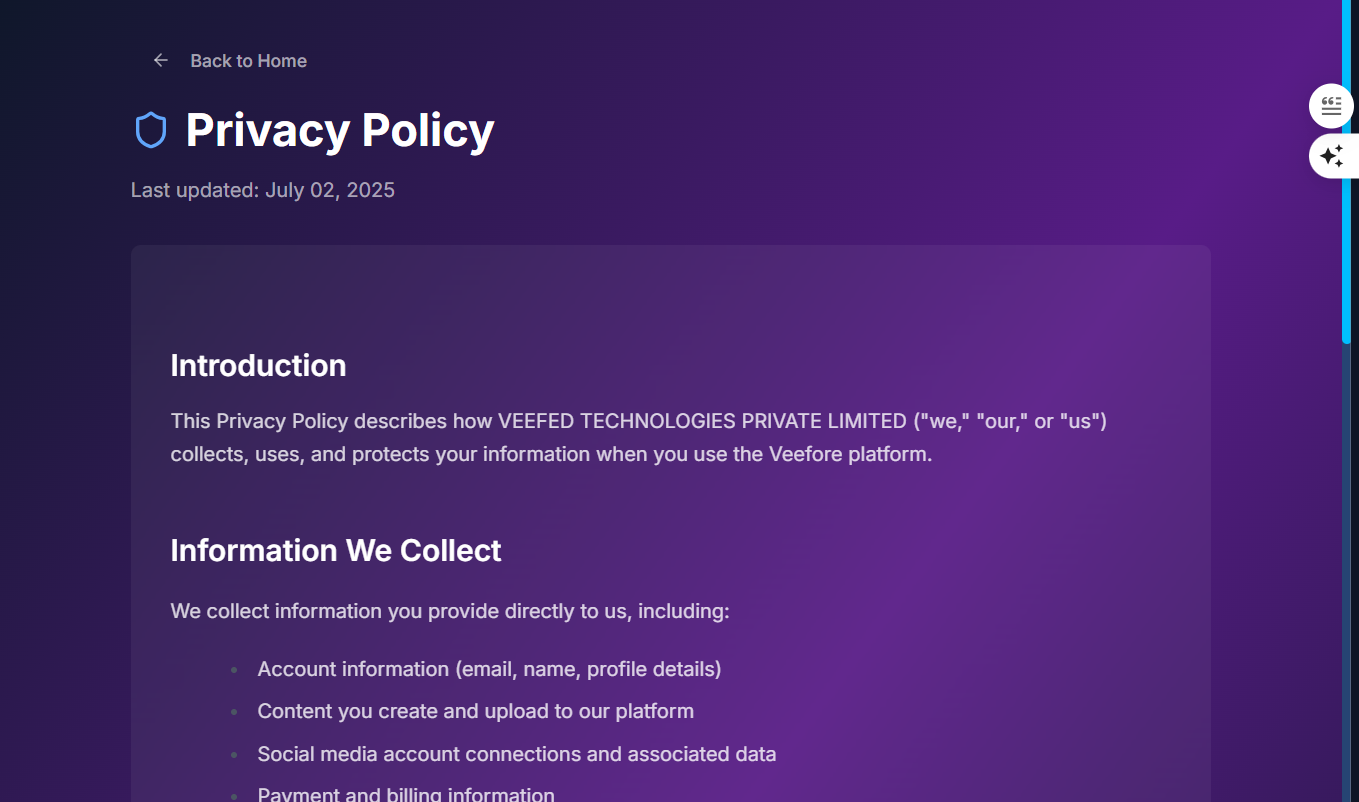 Back to Home
Privacy Policy
Last updated: July 02, 2025
Introduction
This Privacy Policy describes how VEEFED TECHNOLOGIES PRIVATE LIMITED ("we," "our," or "us")
collects, uses, and protects your information when you use the Veefore platform.
Information We Collect
We collect information you provide directly to us, including:
Account information (email, name, profile details)
Content you create and upload to our platform
Social media account connections and associated data
Payment and billing information